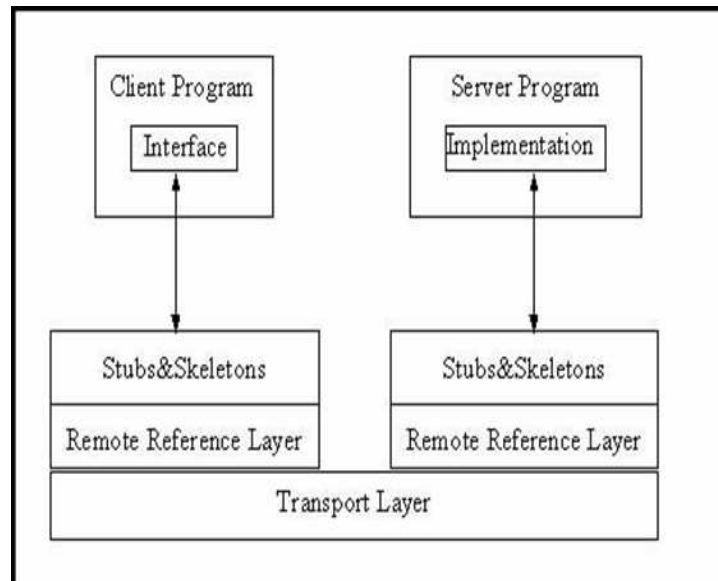 Client Program
Server Program
Interface
Implementation
Stubs&Skeletons
Stubs&Skeletons
Remote Reference Layer
Remote Reference Layer
Transport Layer